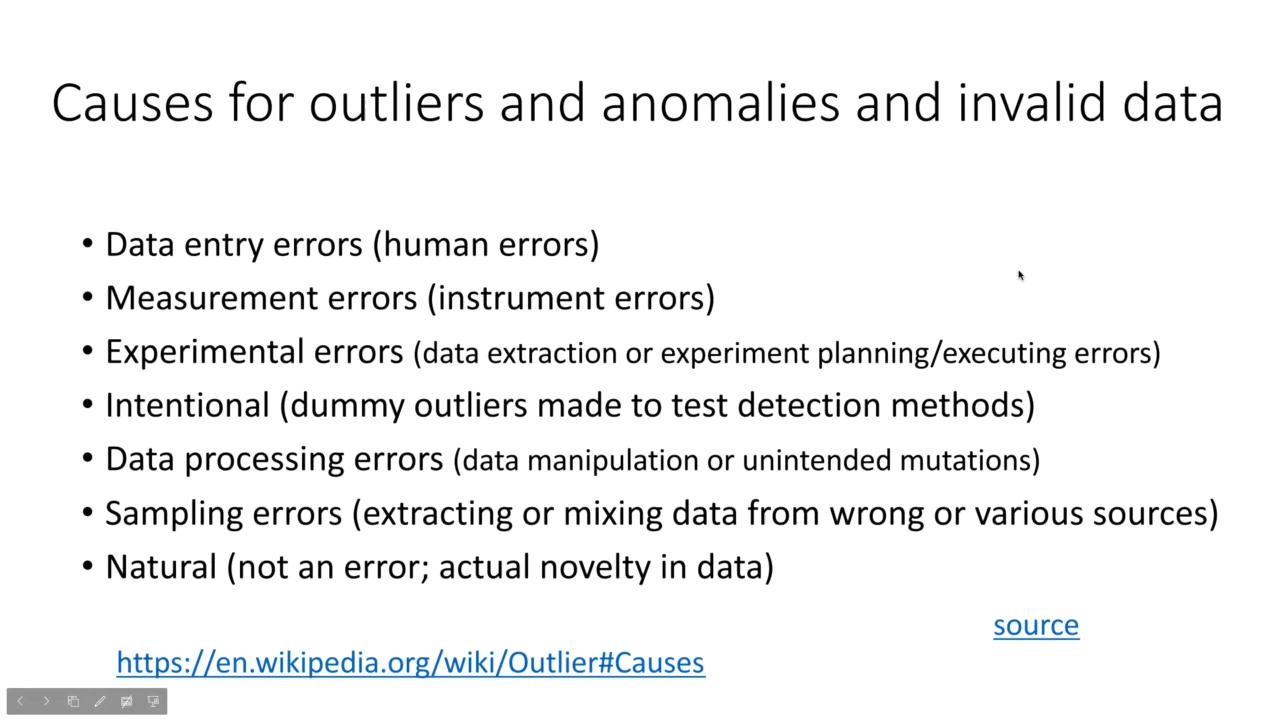 Causes for outliers and anomalies and invalid data
• Data entry errors (human errors)
• Measurement errors (instrument errors)
• Experimental errors (data extraction or experiment planning/executing errors)
• Intentional (dummy outliers made to test detection methods)
• Data processing errors (data manipulation or unintended mutations)
• Sampling errors (extracting or mixing data from wrong or various sources)
• Natural (not an error; actual novelty in data)
source
https://en.wikipedia.org/wiki/Outlier#Causes